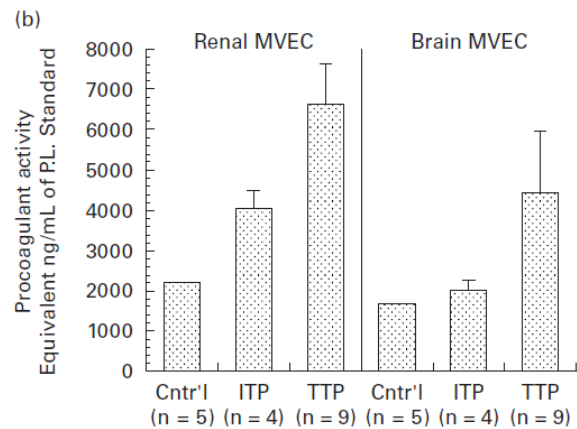 (b)
Renal MVEC Brain MVEC
Procoagulant activity
Equivalent ng/mL of P.L. Standard
8000
7000
6000
5000
4000
3000
2000
1000
0
Cntr'l ITP TTP Cntr'l ITP TTP
(n = 5) (n = 4) (n = 9) (n = 5) (n = 4) (n = 9)